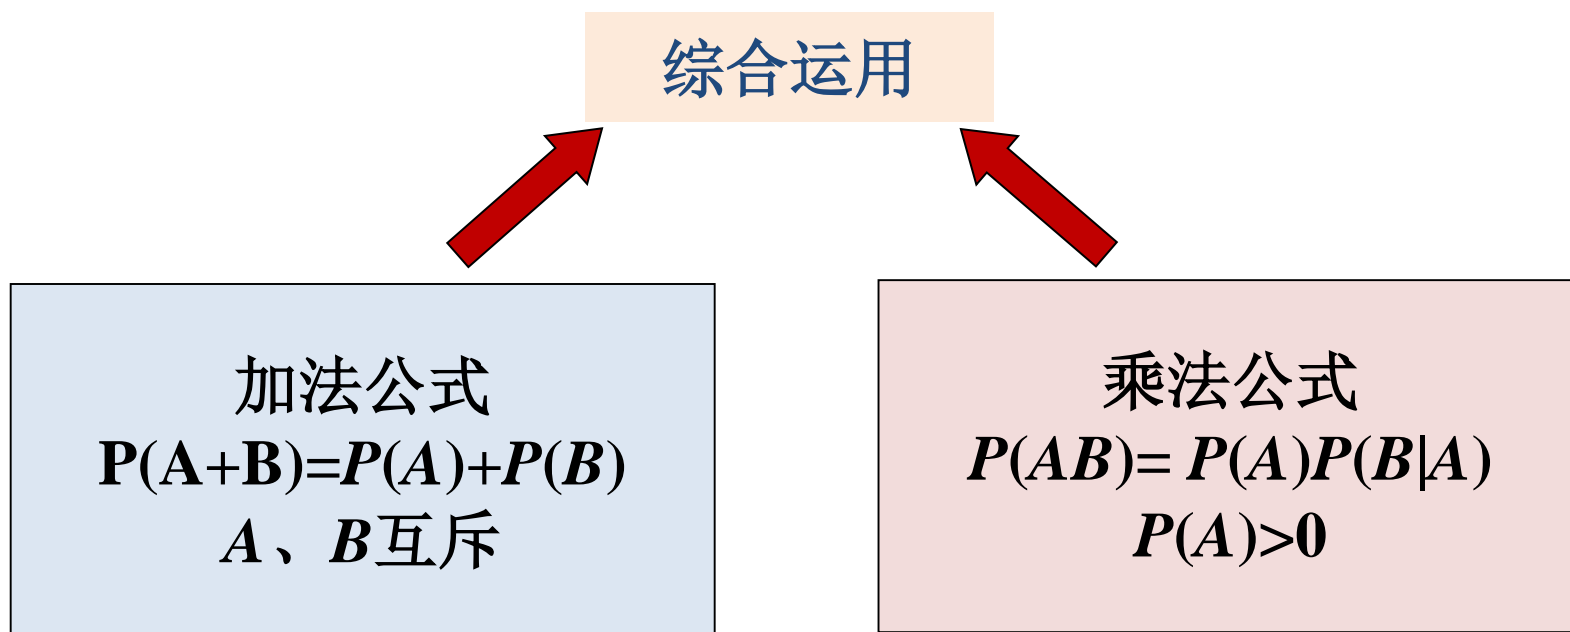 综合运用
加法公式
P(A+B)=P(A)+P(B)
A、B互斥
乘法公式
P(AB)= P(A)P(B|A)
P(A)>0